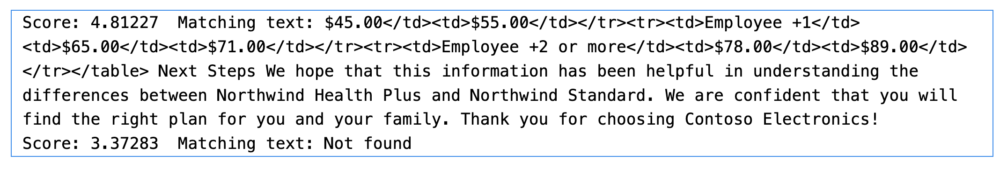 Score: 4.81227  Matching text: $45.00</td><td>$55.00</td></tr><tr><td>Employee +1</td>
<td>$65.00</td><td>$71.00</td></tr><tr><td>Employee +2 or more</td><td>$78.00</td><td>$89.00</td>
</tr></table> Next Steps We hope that this information has been helpful in understanding the
differences between Northwind Health Plus and Northwind Standard. We are confident that you will
find the right plan for you and your family. Thank you for choosing Contoso Electronics!
Score: 3.37283  Matching text: Not found